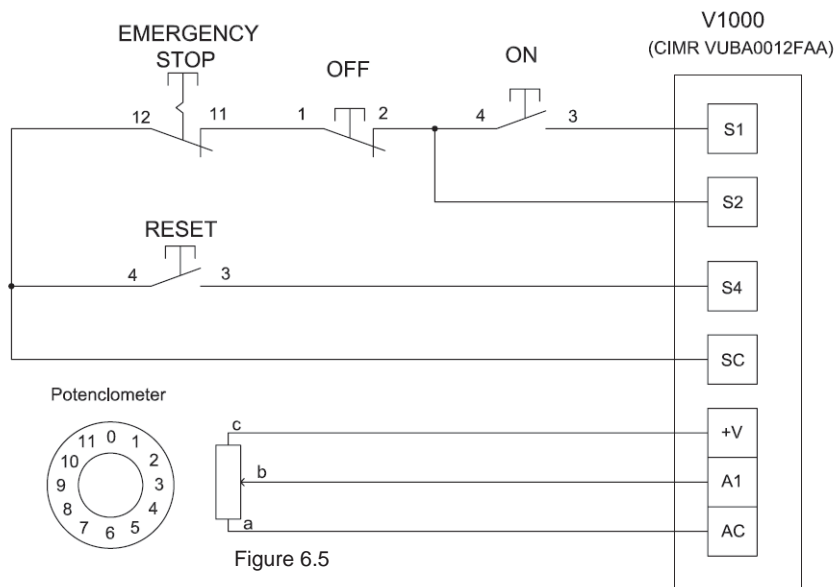 V1000
(CIMR VUBA0012FAA)
EMERGENCY
STOP
OFF
ON
12
11
1
2
4
3
S1
S2
RESET
4
3
S4
SC
Potenclometer
0
1
2
3
4
5
6
7
8
9
10
11
c
b
a
+V
A1
AC
Figure 6.5